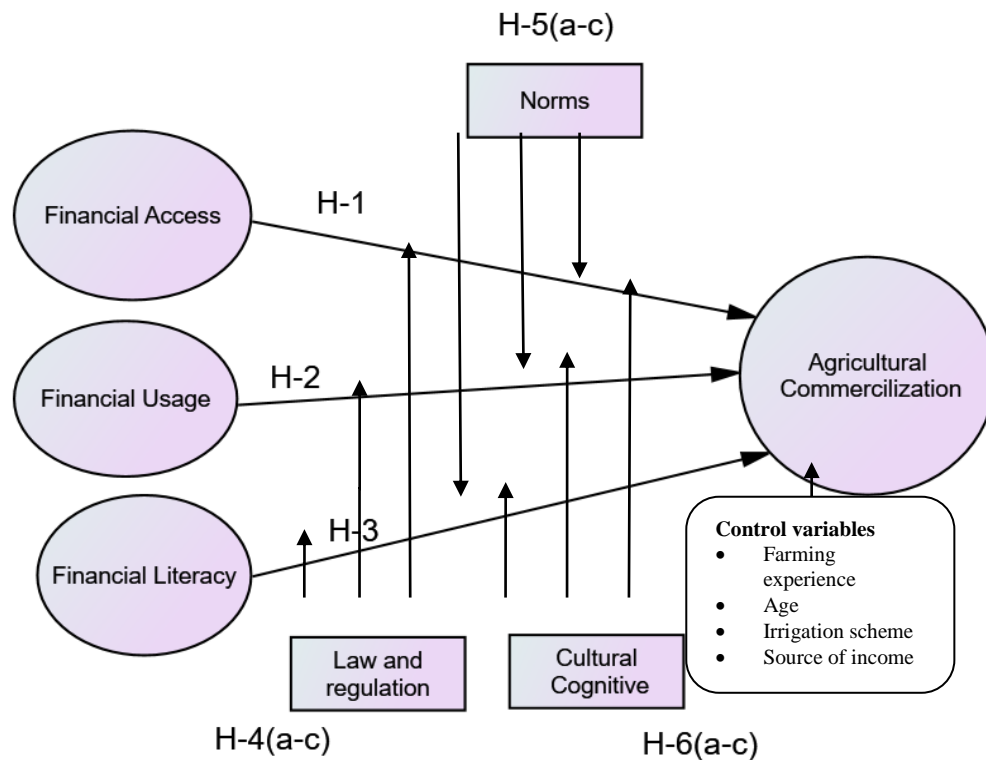 H-5(a-c)
Norms
Financial Access
H-1
Financial Usage
H-2
Agricultural
Commercilization
Financial Literacy
H-3
Control variables
• Farming
experience
• Age
• Irrigation scheme
• Source of income
Law and
regulation
Cultural
Cognitive
H-4(a-c)
H-6(a-c)